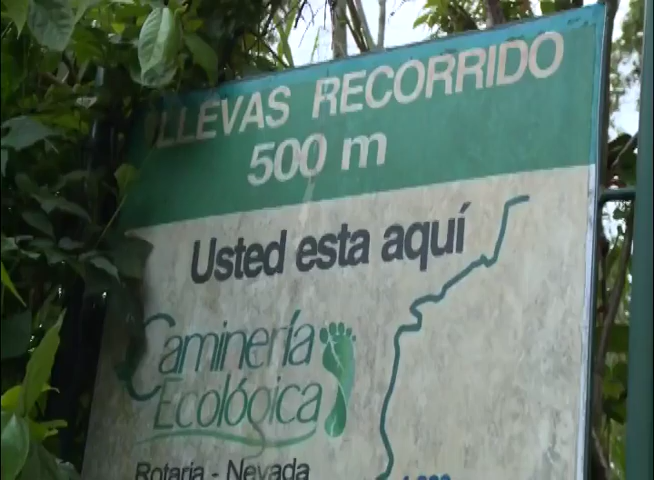 LLEVAS RECORRIDO
500 m
Usted esta aquí
Caminería
Ecológica
Rotaria - Nevada